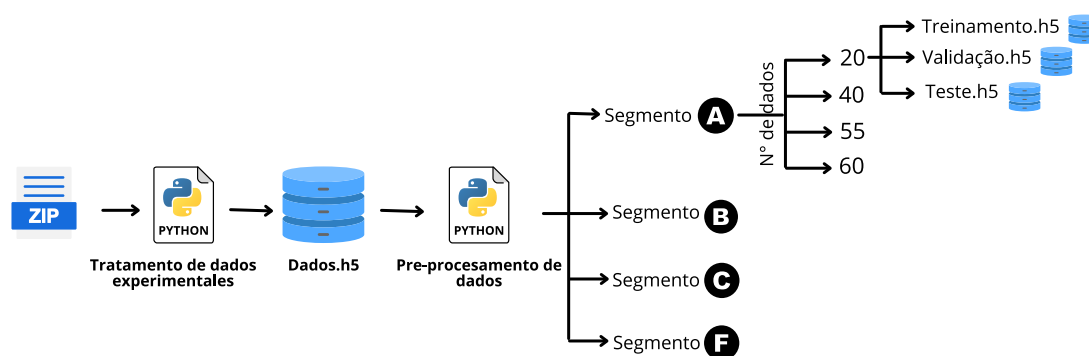 ZIP
PYTHON
Tratamento de dados
experimentales
Dados.h5
PYTHON
Pre-procesamento de
dados
Segmento A
Segmento B
Segmento C
Segmento F
N° de dados
20
40
55
60
Treinamento.h5
Validação.h5
Teste.h5